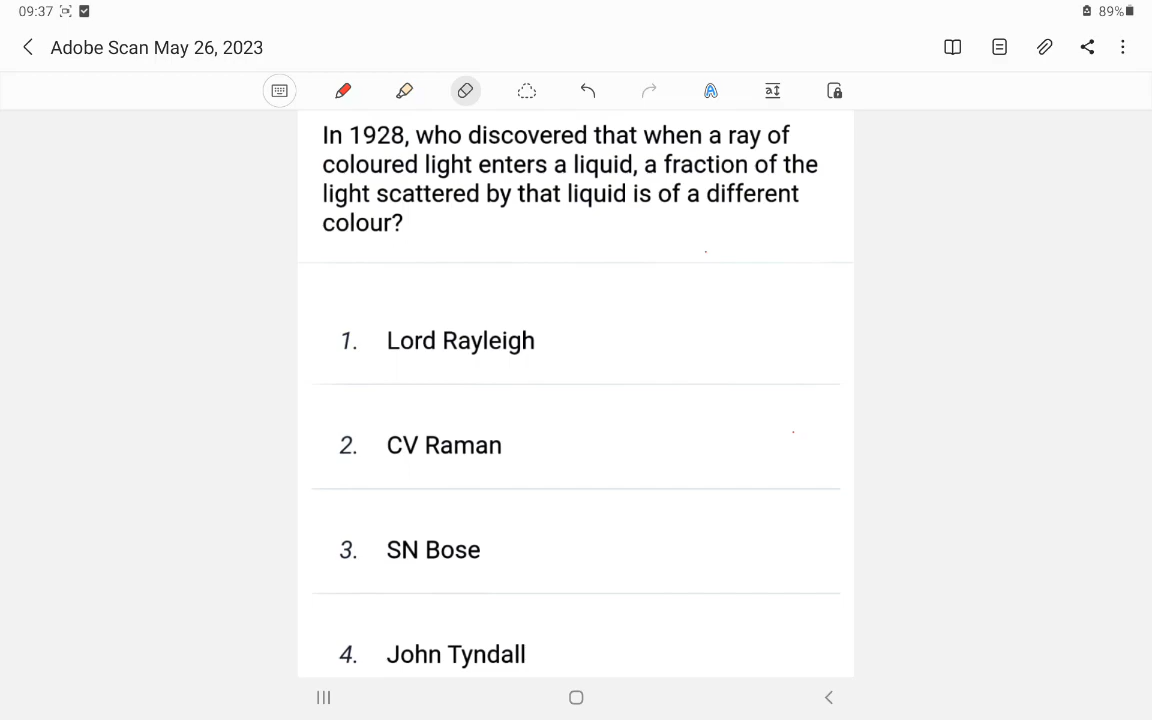 09:37
89%
Adobe Scan May 26, 2023
In 1928, who discovered that when a ray of
coloured light enters a liquid, a fraction of the
light scattered by that liquid is of a different
colour?
1. Lord Rayleigh
2. CV Raman
3. SN Bose
4. John Tyndall